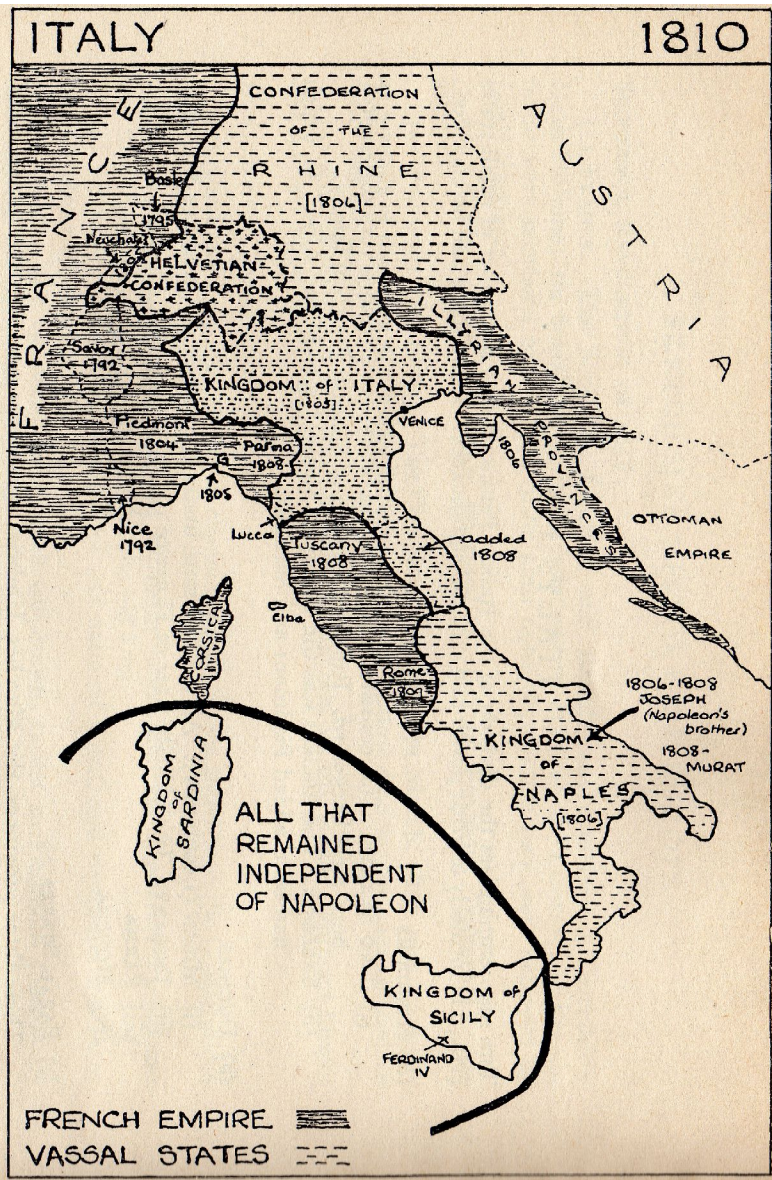 ITALY 1810
CONFEDERATION
OF THE
RHINE
[1806]
AUSTRIA
FRANCE
Basle
1795
Neuchatel
HELVETIAN
CONFEDERATION
ILLYRIAN
PROVINCES
Savoy
1792
KINGDOM of ITALY
[1805]
VENICE
1806
Piedmont
1804
Parma
1808
G
1805
Nice
1792
Lucca
Tuscany
1808
added
1808
OTTOMAN
EMPIRE
Elba
CORSICA
Rome
1806-1808
JOSEPH
(Napoleon's
brother)
1808-
MURAT
KINGDOM
OF
NAPLES
[1806]
KINGDOM
of
SARDINIA
ALL THAT
REMAINED
INDEPENDENT
OF NAPOLEON
KINGDOM of
SICILY
FERDINAND
IV
FRENCH EMPIRE
VASSAL STATES